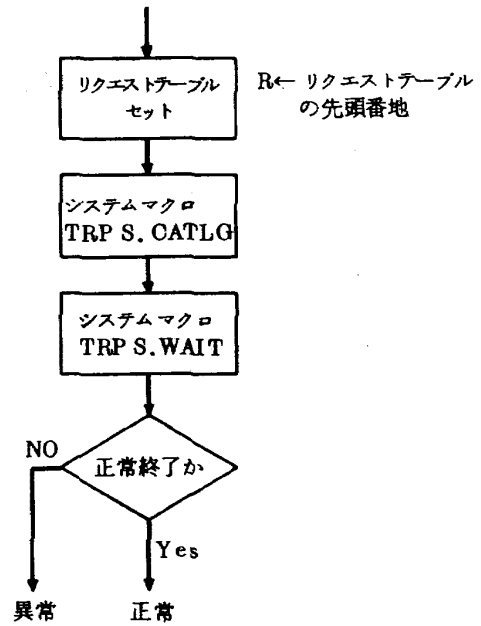 リクエストテーブル
セット
R← リクエストテーブル
の先頭番地
システムマクロ
TRP S. CATLG
システムマクロ
TRP S.WAIT
正常終了か
NO
Yes
異常
正常